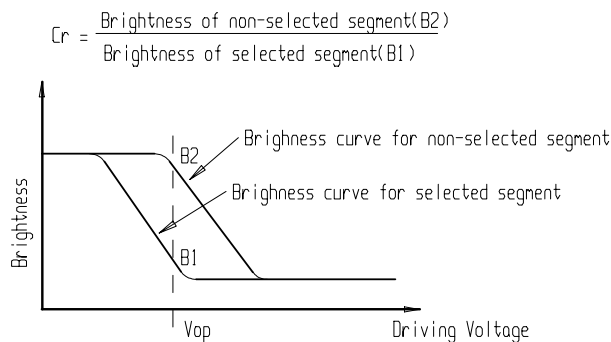 Cr = Brightness of non-selected segment(B2)
Brightness of selected segment(B1)
B2
Brighness curve for non-selected segment
Brighness curve for selected segment
B1
Brightness
Vop
Driving Voltage